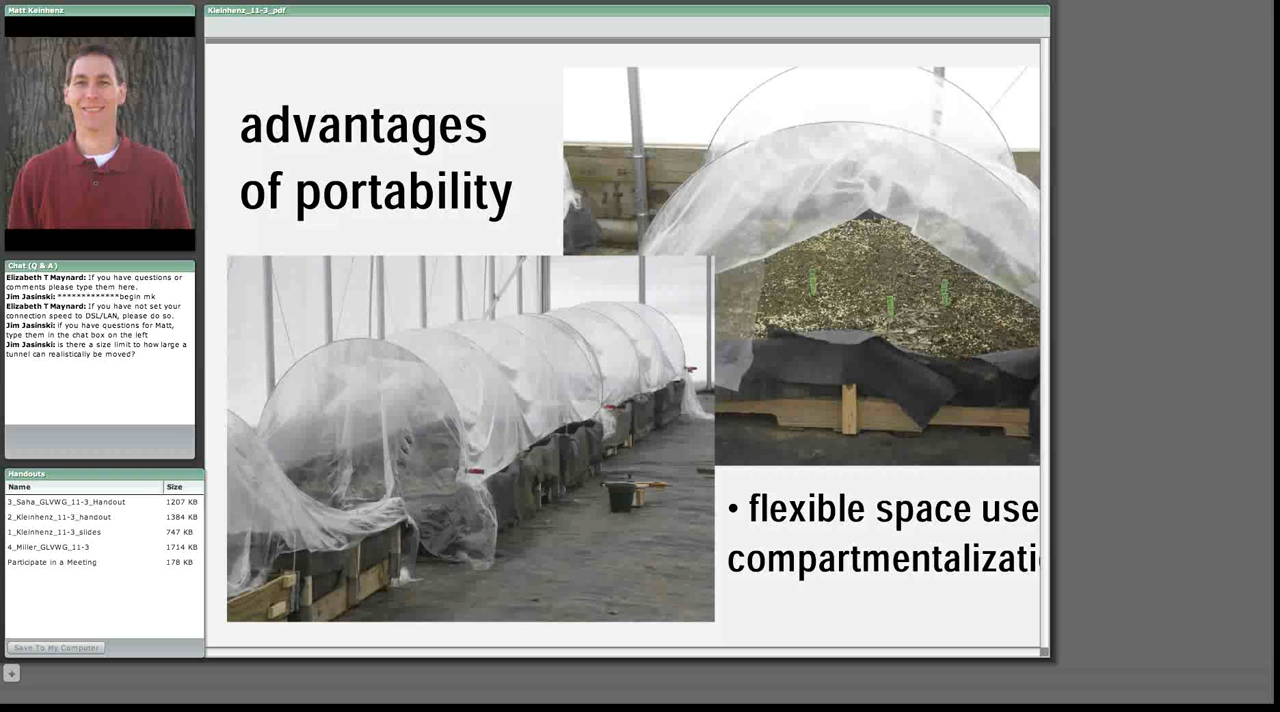 Matt Keinhenz
Chat (Q & A)
Elizabeth T Maynard: If you have questions or
comments please type them here.
Jim Jasinski: *************begin mk
Elizabeth T Maynard: If you have not set your
connection speed to DSL/LAN, please do so.
Jim Jasinski: if you have questions for Matt,
type them in the chat box on the left
Jim Jasinski: is there a size limit to how large a
tunnel can realistically be moved?
Handouts
Name Size
3_Saha_GLVWG_11-3_Handout 1207 KB
2_Kleinhenz_11-3_handout 1384 KB
1_Kleinhenz_11-3_slides 747 KB
4_Miller_GLVWG_11-3 1714 KB
Participate in a Meeting 178 KB
Save To My Computer
Kleinhenz_11-3_pdf
advantages
of portability
• flexible space use
compartmentalizati